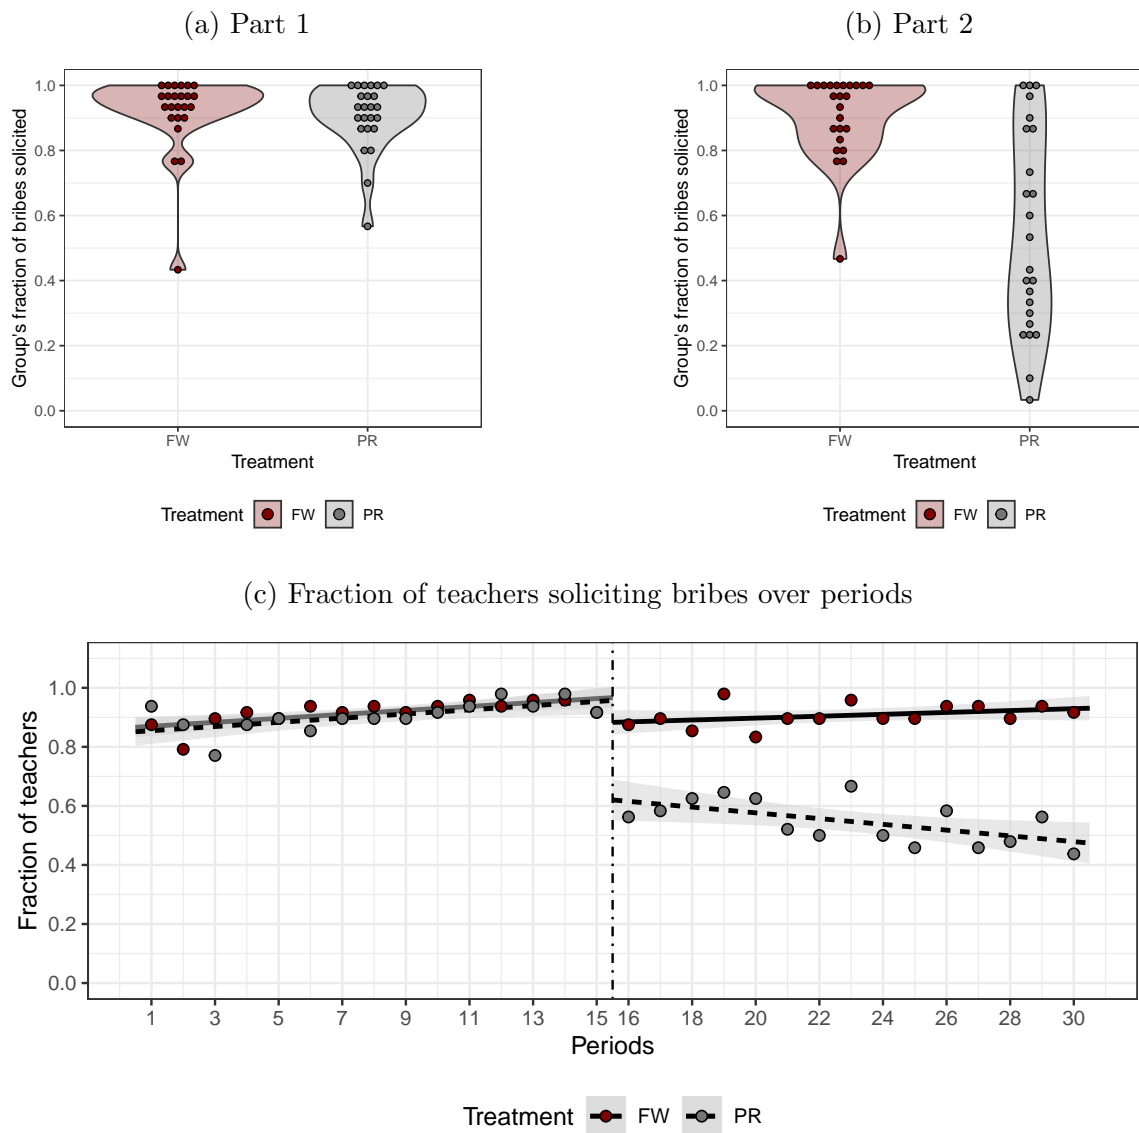 (a) Part 1
Group's fraction of bribes solicited
1.0
0.8
0.6
0.4
0.2
0.0
FW PR
Treatment
Treatment FW PR
(b) Part 2
Group's fraction of bribes solicited
1.0
0.8
0.6
0.4
0.2
0.0
FW PR
Treatment
Treatment FW PR
(c) Fraction of teachers soliciting bribes over periods
Fraction of teachers
1.0
0.8
0.6
0.4
0.2
0.0
1 3 5 7 9 11 13 15 16 18 20 22 24 26 28 30
Periods
Treatment FW PR